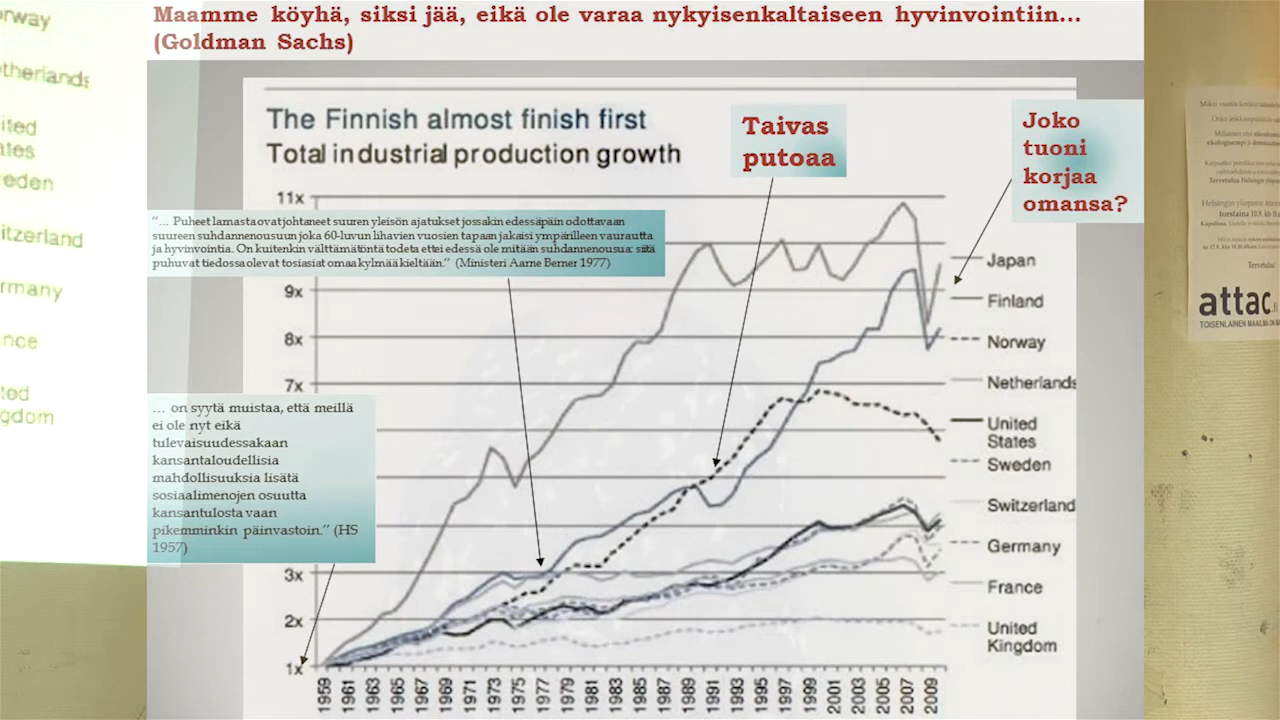 Maamme köyhä, siksi jää, eikä ole varaa nykyisenkaltaiseen hyvinvointiin...
(Goldman Sachs)
The Finnish almost finish first
Total industrial production growth
Taivas
putoaa
Joko
tuoni
korjaa
omansa?
"... Puheet lamasta ovat johtaneet suuren yleisön ajatukset jossakin edessäpäin odottavaan
suureen suhdannenousuun joka 60-luvun lihavien vuosien tapaan jakaisi ympärilleen vaurautta
ja hyvinvointia. On kuitenkin välttämätöntä todeta ettei edessä ole mitään suhdannenousua: siitä
puhuvat tiedossa olevat tosiasiat omaa kylmää kieltään." (Ministeri Aarne Berner 1977)
... on syytä muistaa, että meillä
ei ole nyt eikä
tulevaisuudessakaan
kansantaloudellisia
mahdollisuuksia lisätä
sosiaalimenojen osuutta
kansantulosta vaan
pikemminkin päinvastoin." (HS
1957)
11x
9x
8x
7x
3x
2x
1x
1959 1961 1963 1965 1967 1969 1971 1973 1975 1977 1979 1981 1983 1985 1987 1989 1991 1993 1995 1997 1999 2001 2003 2005 2007 2009
Japan
Finland
Norway
Netherlands
United
States
Sweden
Switzerland
Germany
France
United
Kingdom
rway
therlands
ited
ates
eden
itzerland
rmany
nce
ted
gdom
attac.fi
TOISENLAINEN MAAILMA ON